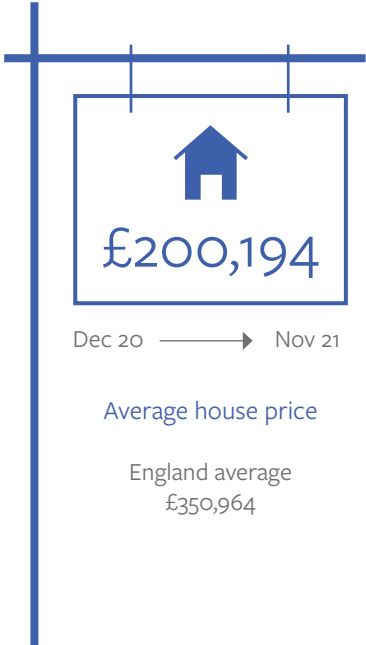 £200,194
Dec 20 Nov 21
Average house price
England average
£350,964